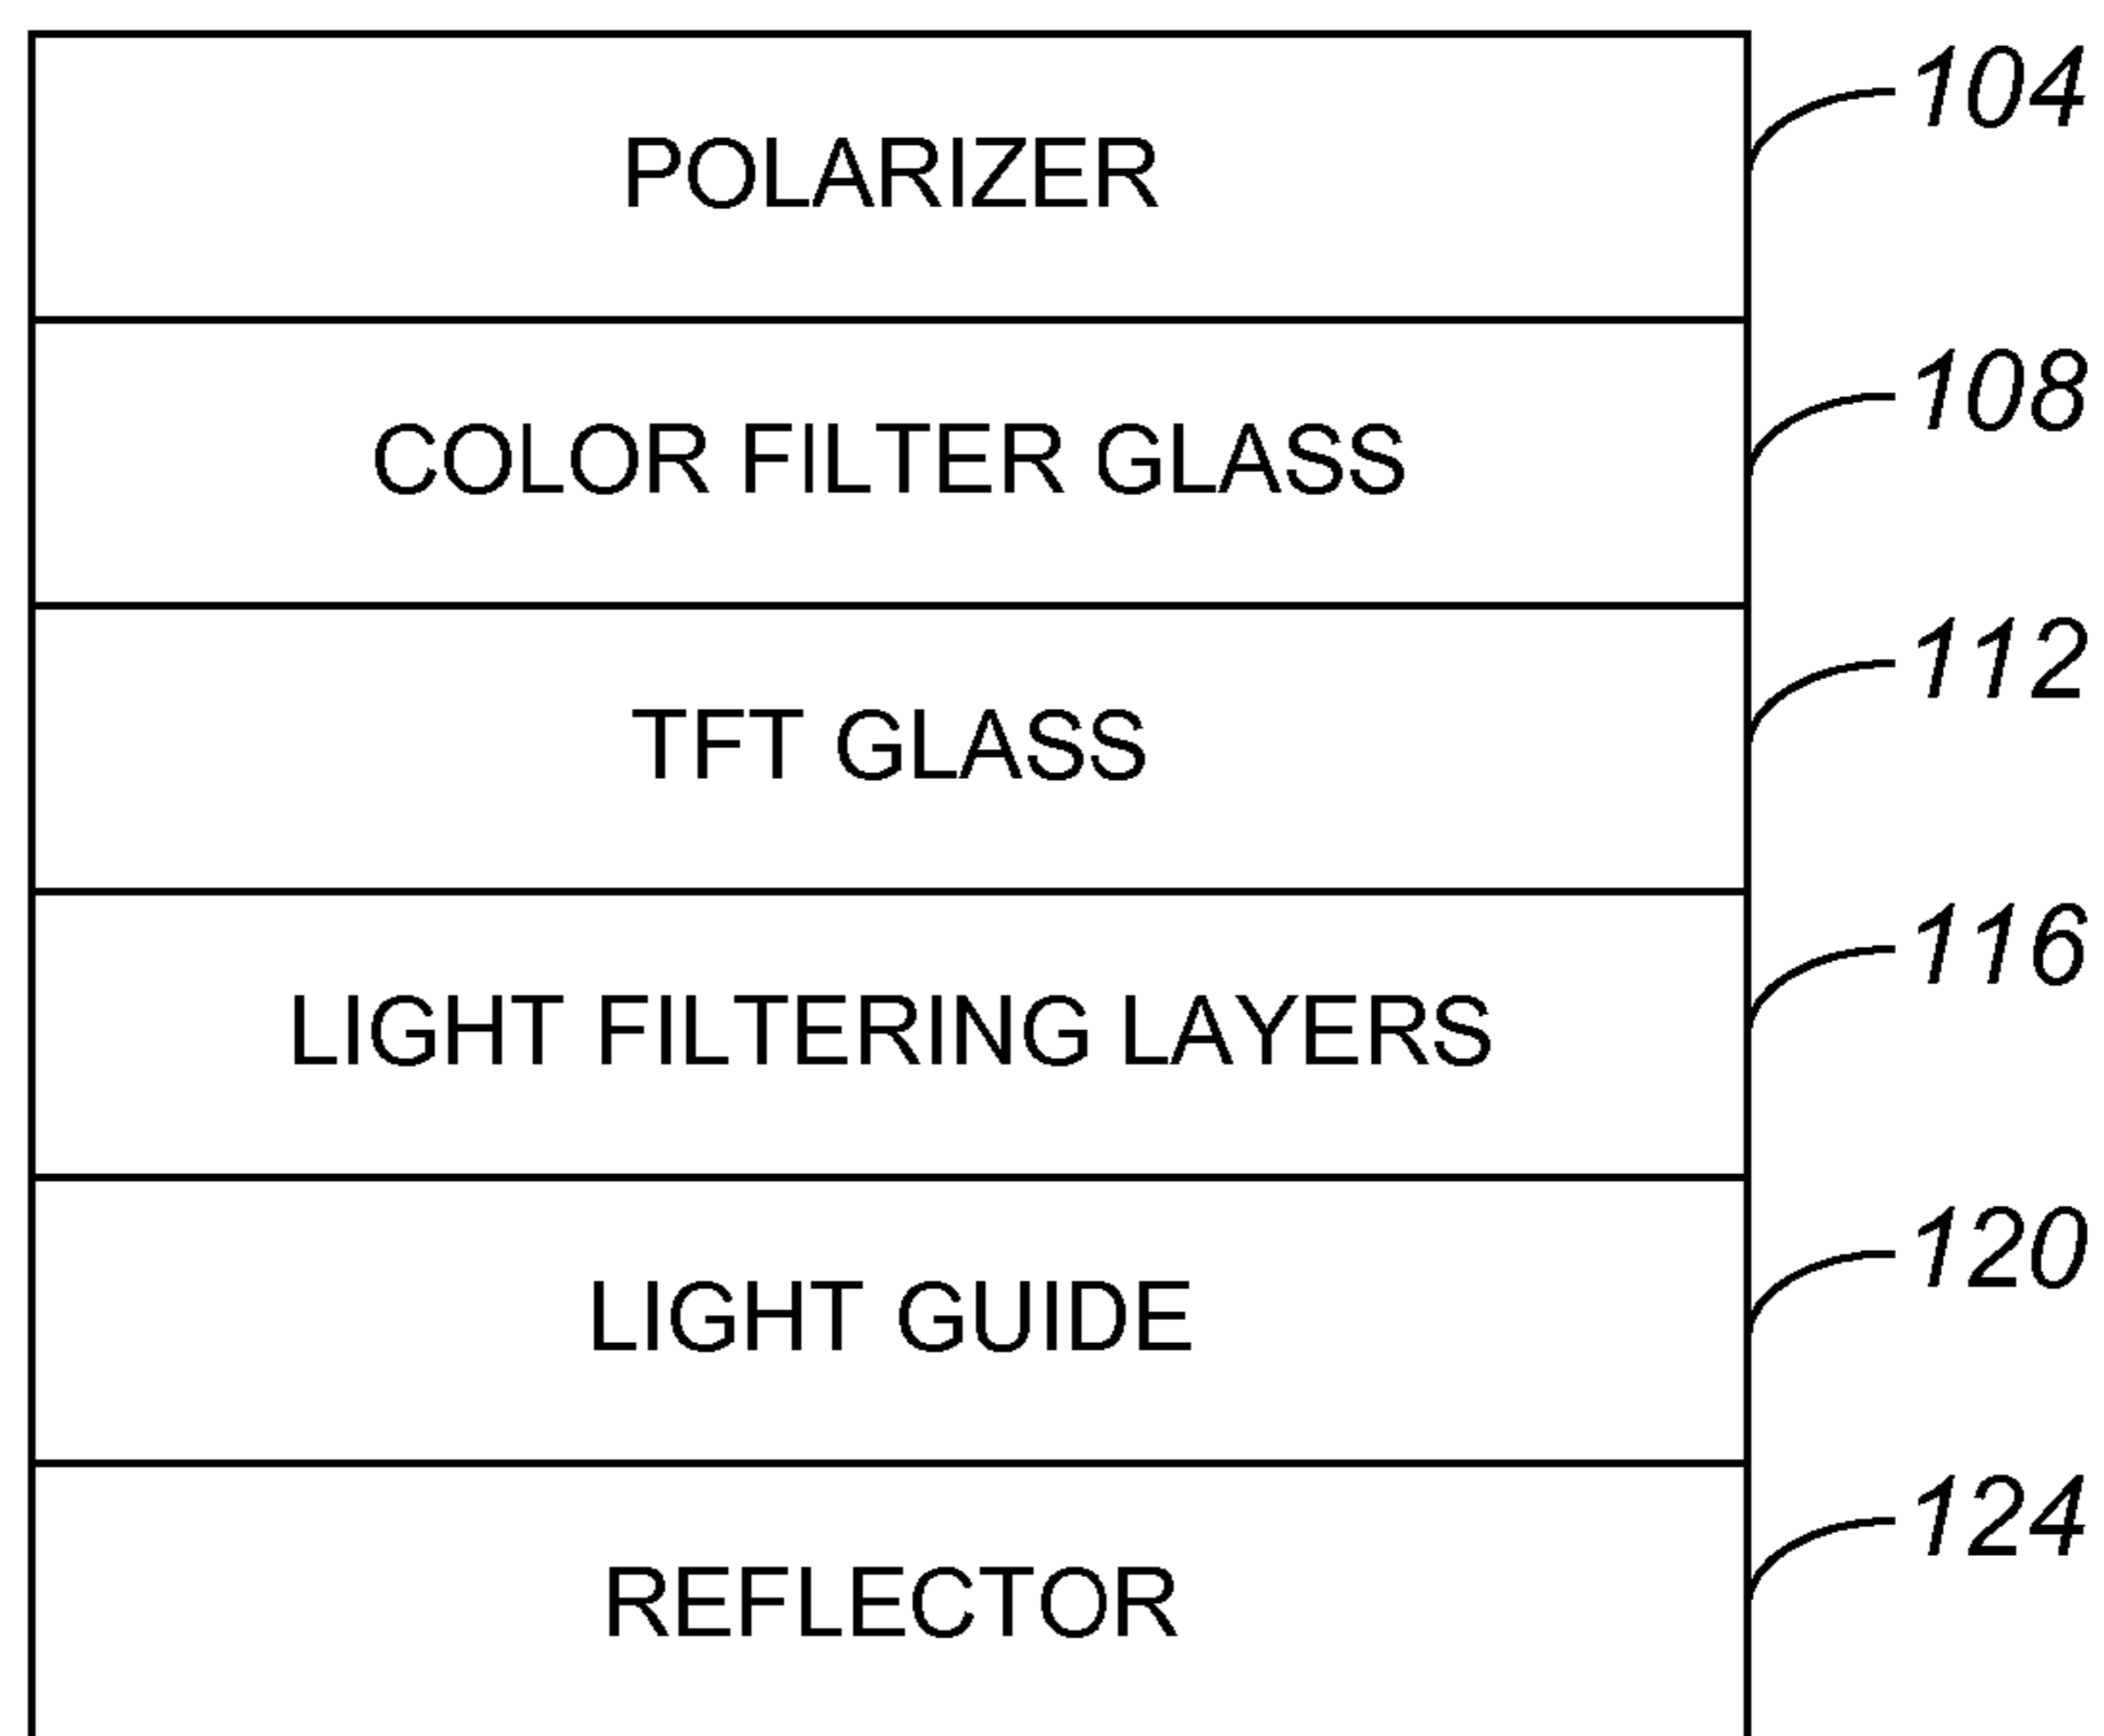 POLARIZER 104
COLOR FILTER GLASS 108
TFT GLASS 112
LIGHT FILTERING LAYERS 116
LIGHT GUIDE 120
REFLECTOR 124